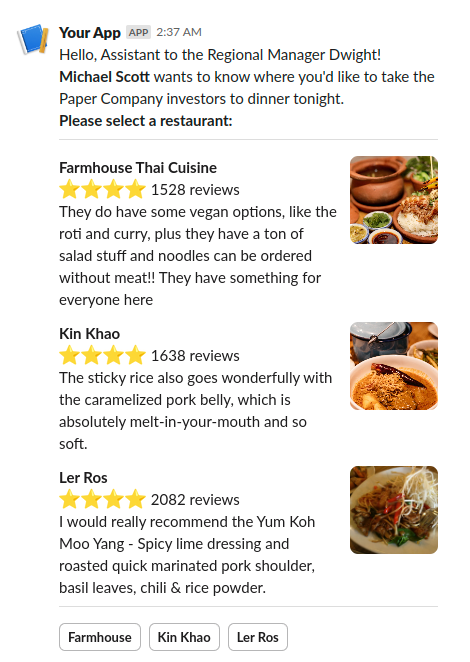 Your App APP 2:37 AM
Hello, Assistant to the Regional Manager Dwight!
Michael Scott wants to know where you'd like to take the
Paper Company investors to dinner tonight.
Please select a restaurant:
Farmhouse Thai Cuisine
⭐⭐⭐⭐ 1528 reviews
They do have some vegan options, like the
roti and curry, plus they have a ton of
salad stuff and noodles can be ordered
without meat!! They have something for
everyone here
Kin Khao
⭐⭐⭐⭐ 1638 reviews
The sticky rice also goes wonderfully with
the caramelized pork belly, which is
absolutely melt-in-your-mouth and so
soft.
Ler Ros
⭐⭐⭐⭐ 2082 reviews
I would really recommend the Yum Koh
Moo Yang - Spicy lime dressing and
roasted quick marinated pork shoulder,
basil leaves, chili & rice powder.
Farmhouse Kin Khao Ler Ros